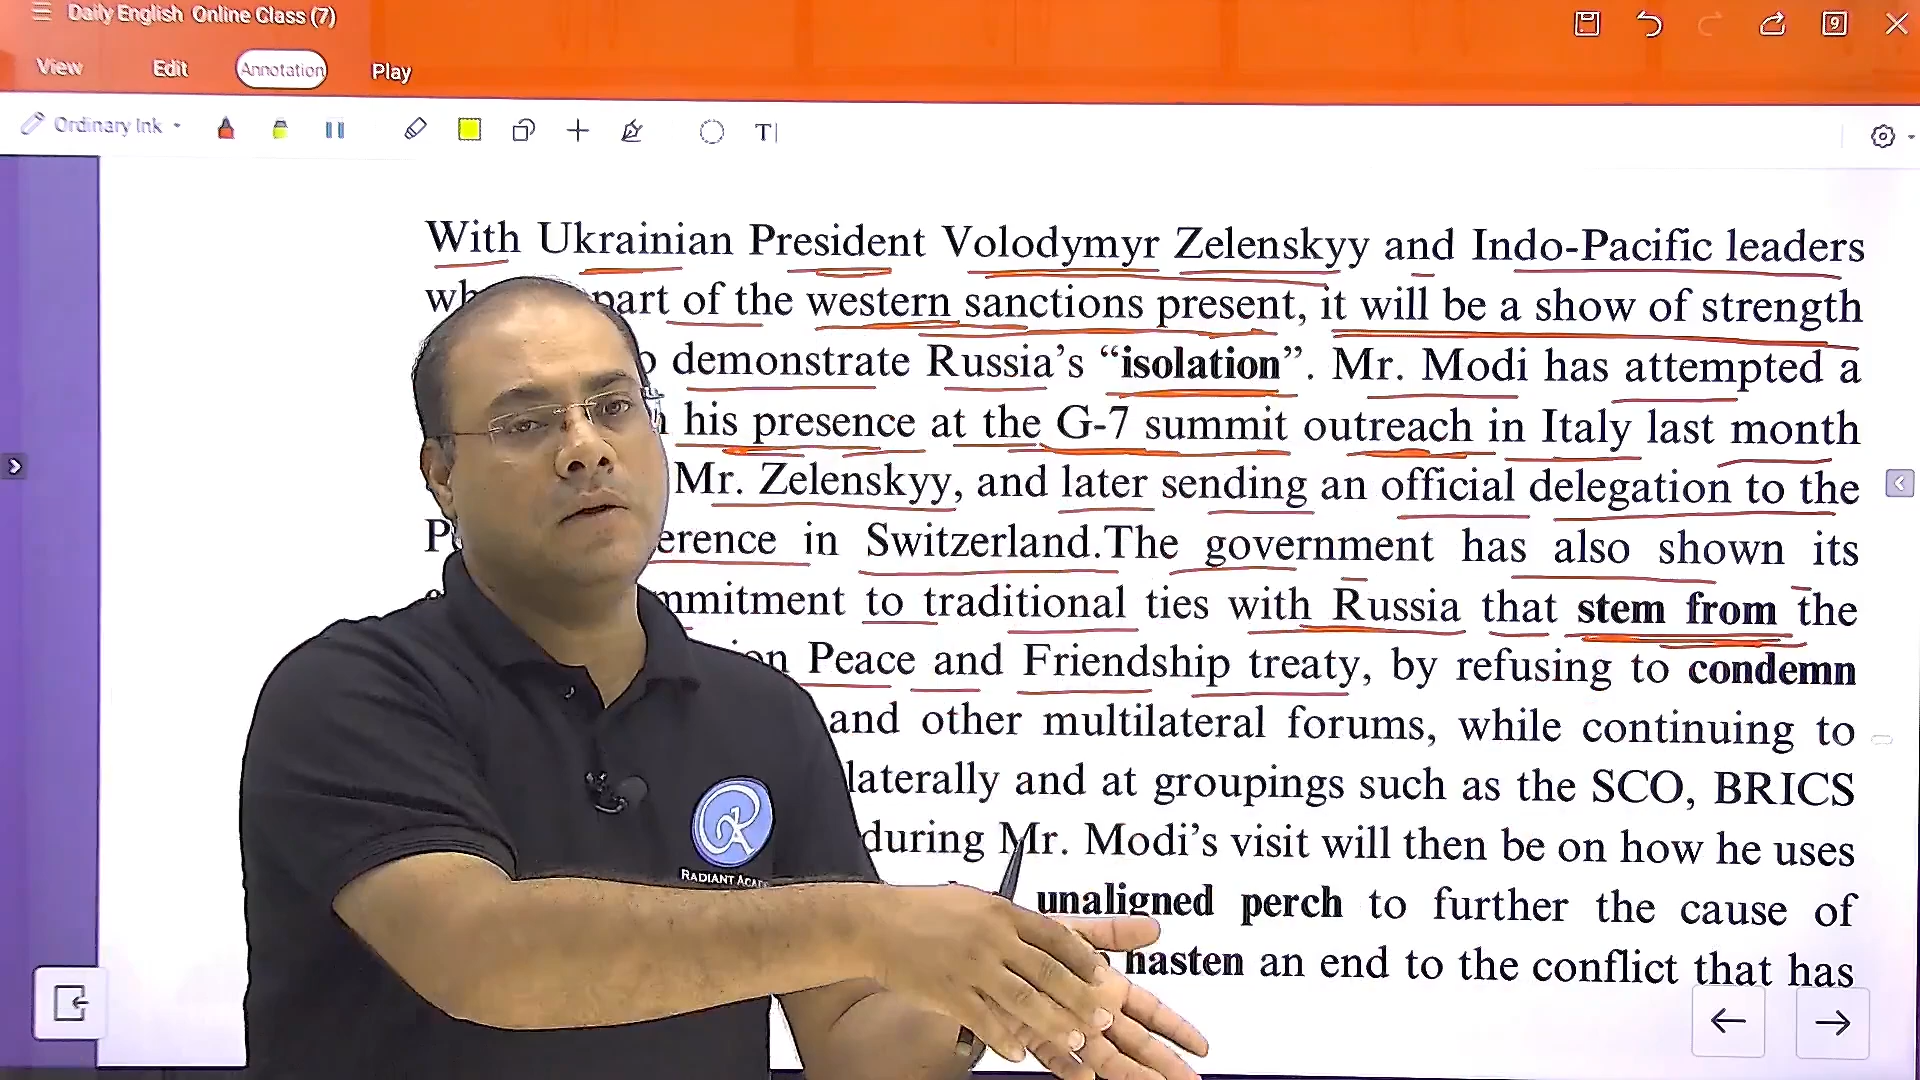 Daily English Online Class (7)
View Edit Annotation Play
Ordinary Ink
T
9
With Ukrainian President Volodymyr Zelenskyy and Indo-Pacific leaders
part of the western sanctions present, it will be a show of strength
demonstrate Russia's “isolation”. Mr. Modi has attempted a
his presence at the G-7 summit outreach in Italy last month
Mr. Zelenskyy, and later sending an official delegation to the
erence in Switzerland.The government has also shown its
mmitment to traditional ties with Russia that stem from the
on Peace and Friendship treaty, by refusing to condemn
and other multilateral forums, while continuing to
laterally and at groupings such as the SCO, BRICS
during Mr. Modi's visit will then be on how he uses
unaligned perch to further the cause of
hasten an end to the conflict that has
RADIANT ACAD